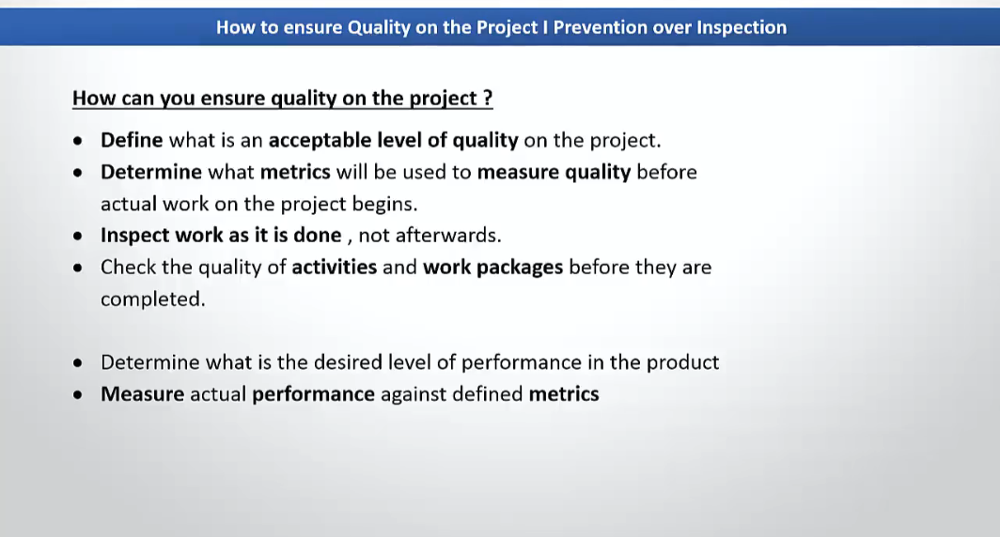 How to ensure Quality on the Project I Prevention over Inspection
How can you ensure quality on the project ?
• Define what is an acceptable level of quality on the project.
• Determine what metrics will be used to measure quality before
actual work on the project begins.
• Inspect work as it is done , not afterwards.
• Check the quality of activities and work packages before they are
completed.
• Determine what is the desired level of performance in the product
• Measure actual performance against defined metrics